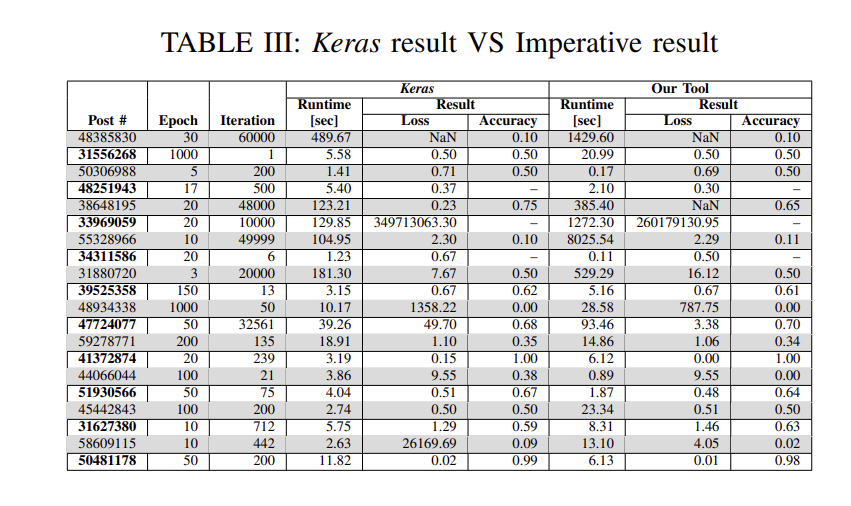 TABLE III: Keras result VS Imperative result
Keras Our Tool
Runtime Result Runtime Result
Post # Epoch Iteration [sec] Loss Accuracy [sec] Loss Accuracy
48385830 30 60000 489.67 NaN 0.10 1429.60 NaN 0.10
31556268 1000 1 5.58 0.50 0.50 20.99 0.50 0.50
50306988 5 200 1.41 0.71 0.50 0.17 0.69 0.50
48251943 17 500 5.40 0.37 – 2.10 0.30 –
38648195 20 48000 123.21 0.23 0.75 385.40 NaN 0.65
33969059 20 10000 129.85 349713063.30 – 1272.30 260179130.95 –
55328966 10 49999 104.95 2.30 0.10 8025.54 2.29 0.11
34311586 20 6 1.23 0.67 – 0.11 0.50 –
31880720 3 20000 181.30 7.67 0.50 529.29 16.12 0.50
39525358 150 13 3.15 0.67 0.62 5.16 0.67 0.61
48934338 1000 50 10.17 1358.22 0.00 28.58 787.75 0.00
47724077 50 32561 39.26 49.70 0.68 93.46 3.38 0.70
59278771 200 135 18.91 1.10 0.35 14.86 1.06 0.34
41372874 20 239 3.19 0.15 1.00 6.12 0.00 1.00
44066044 100 21 3.86 9.55 0.38 0.89 9.55 0.00
51930566 50 75 4.04 0.51 0.67 1.87 0.48 0.64
45442843 100 200 2.74 0.50 0.50 23.34 0.51 0.50
31627380 10 712 5.75 1.29 0.59 8.31 1.46 0.63
58609115 10 442 2.63 26169.69 0.09 13.10 4.05 0.02
50481178 50 200 11.82 0.02 0.99 6.13 0.01 0.98